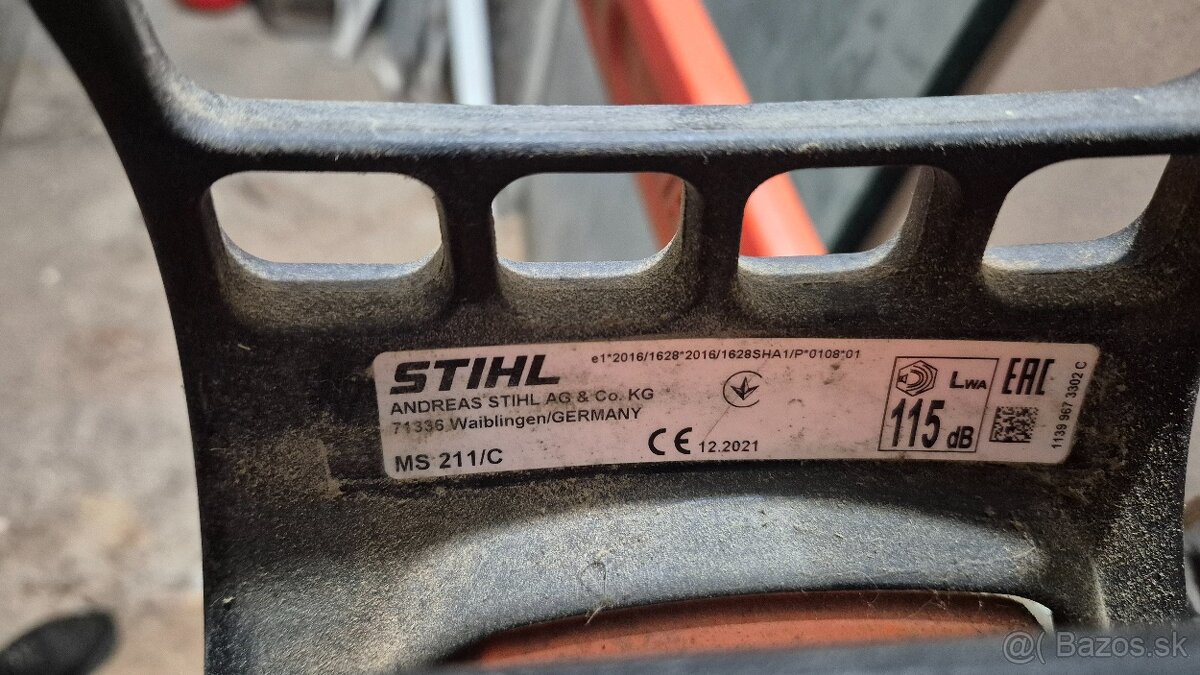 STIHL
e1*2016/1628*2016/1628SHA1/P*0108*01
ANDREAS STIHL AG & Co. KG
71336 Waiblingen/GERMANY
MS 211/C
CE 12.2021
LWA
115 dB
EAC
1139 967 3302 C
@( Bazos.sk